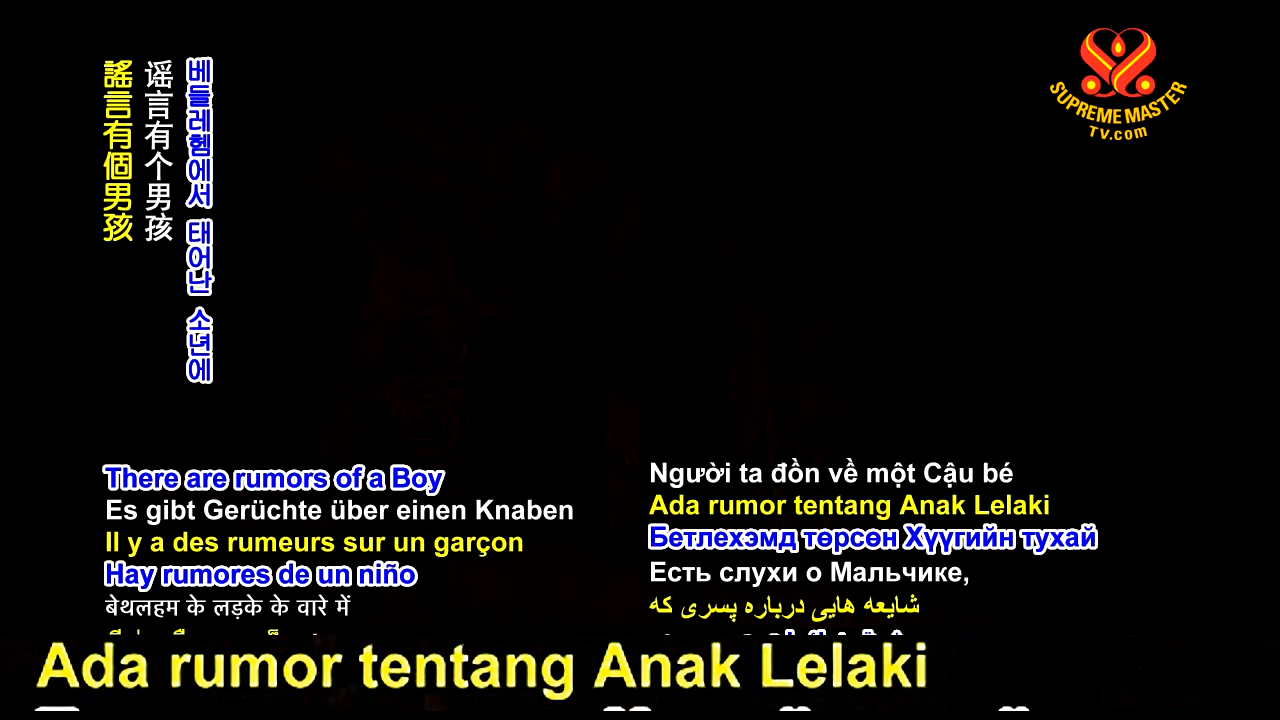 謠言有個男孩
谣言有个男孩
베들레헴에서 태어난 소년에
SUPREME MASTER
TV.com
There are rumors of a Boy
Es gibt Gerüchte über einen Knaben
Il y a des rumeurs sur un garçon
Hay rumores de un niño
बेथलहम के लड़के के वारे में
Người ta đồn về một Cậu bé
Ada rumor tentang Anak Lelaki
Бетлехэмд төрсөн Хүүгийн тухай
Есть слухи о Мальчике,
شایعه هایی درباره پسری که
Ada rumor tentang Anak Lelaki